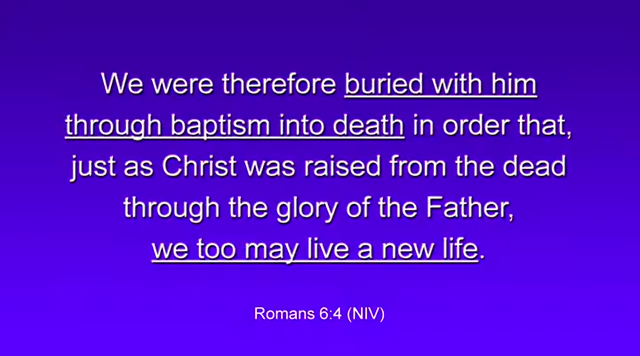 We were therefore buried with him
through baptism into death in order that,
just as Christ was raised from the dead
through the glory of the Father,
we too may live a new life.
Romans 6:4 (NIV)